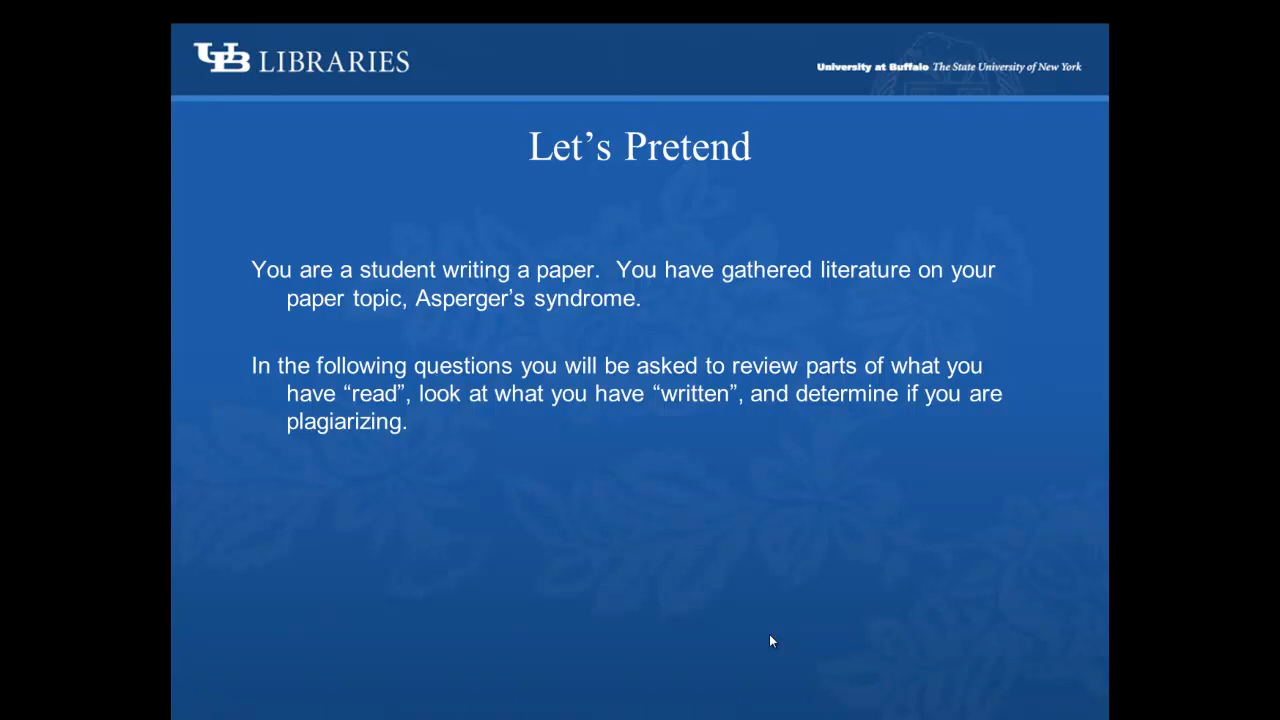 UB LIBRARIES
University at Buffalo The State University of New York
Let’s Pretend
You are a student writing a paper.  You have gathered literature on your
paper topic, Asperger’s syndrome.
In the following questions you will be asked to review parts of what you
have “read”, look at what you have “written”, and determine if you are
plagiarizing.